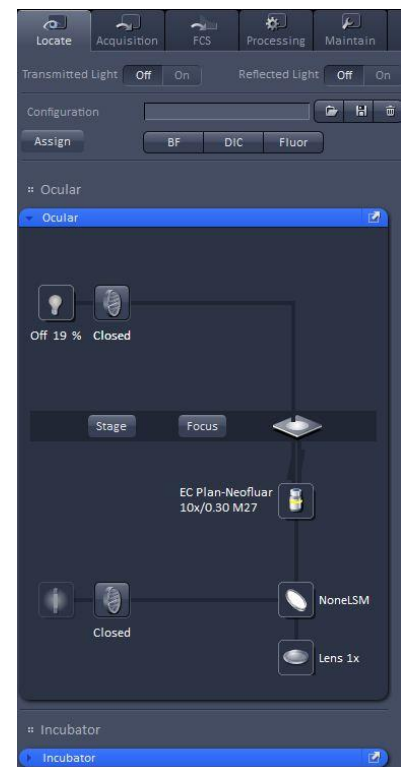 Locate Acquisition FCS Processing Maintain
Transmitted Light Off On Reflected Light Off On
Configuration
Assign BF DIC Fluor
Ocular
Ocular
Off 19 % Closed
Stage Focus
EC Plan-Neofluar
10x/0.30 M27
NoneLSM
Closed
Lens 1x
Incubator
Incubator